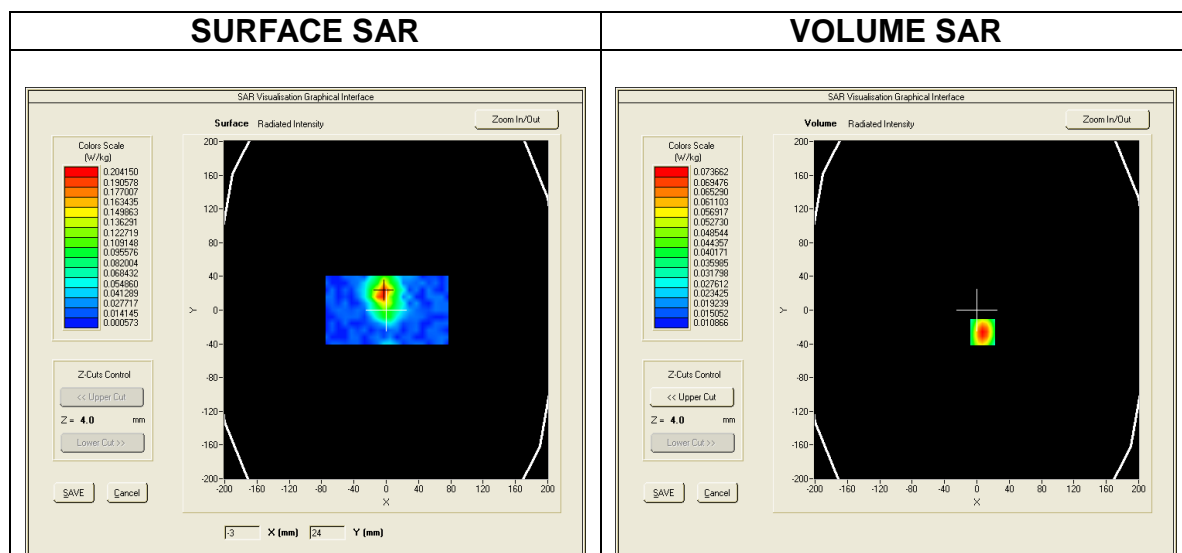 SURFACE SAR
VOLUME SAR
SAR Visualisation Graphical Interface
Surface Radiated Intensity
Zoom In/Out
Colors Scale
(W/kg)
0.204150
0.190578
0.177007
0.163435
0.149863
0.136291
0.122719
0.109148
0.095576
0.082004
0.068432
0.054860
0.041289
0.027717
0.014145
0.000573
Z-Cuts Control
<< Upper Cut
Z = 4.0 mm
Lower Cut >>
SAVE Cancel
200
160
120
80
40
0
-40
-80
-120
-160
-200
Y
-200 -160 -120 -80 -40 0 40 80 120 160 200
X
-3 X (mm) 24 Y (mm)
SAR Visualisation Graphical Interface
Volume Radiated Intensity
Zoom In/Out
Colors Scale
(W/kg)
0.073662
0.069476
0.065290
0.061103
0.056917
0.052730
0.048544
0.044357
0.040171
0.035985
0.031798
0.027612
0.023425
0.019239
0.015052
0.010866
Z-Cuts Control
<< Upper Cut
Z = 4.0 mm
Lower Cut >>
SAVE Cancel
200
160
120
80
40
0
-40
-80
-120
-160
-200
Y
-200 -160 -120 -80 -40 0 40 80 120 160 200
X